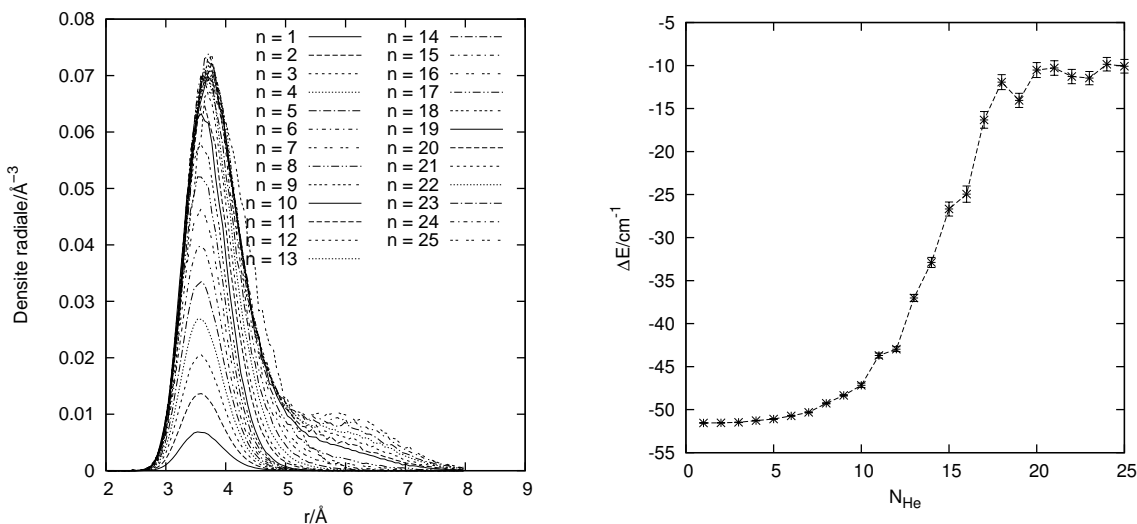 0.08
0.07
0.06
0.05
0.04
0.03
0.02
0.01
0
Densite radiale/Å⁻³
2 3 4 5 6 7 8 9
r/Å
n = 1
n = 2
n = 3
n = 4
n = 5
n = 6
n = 7
n = 8
n = 9
n = 10
n = 11
n = 12
n = 13
n = 14
n = 15
n = 16
n = 17
n = 18
n = 19
n = 20
n = 21
n = 22
n = 23
n = 24
n = 25
-5
-10
-15
-20
-25
-30
-35
-40
-45
-50
-55
ΔE/cm⁻¹
0 5 10 15 20 25
N_He